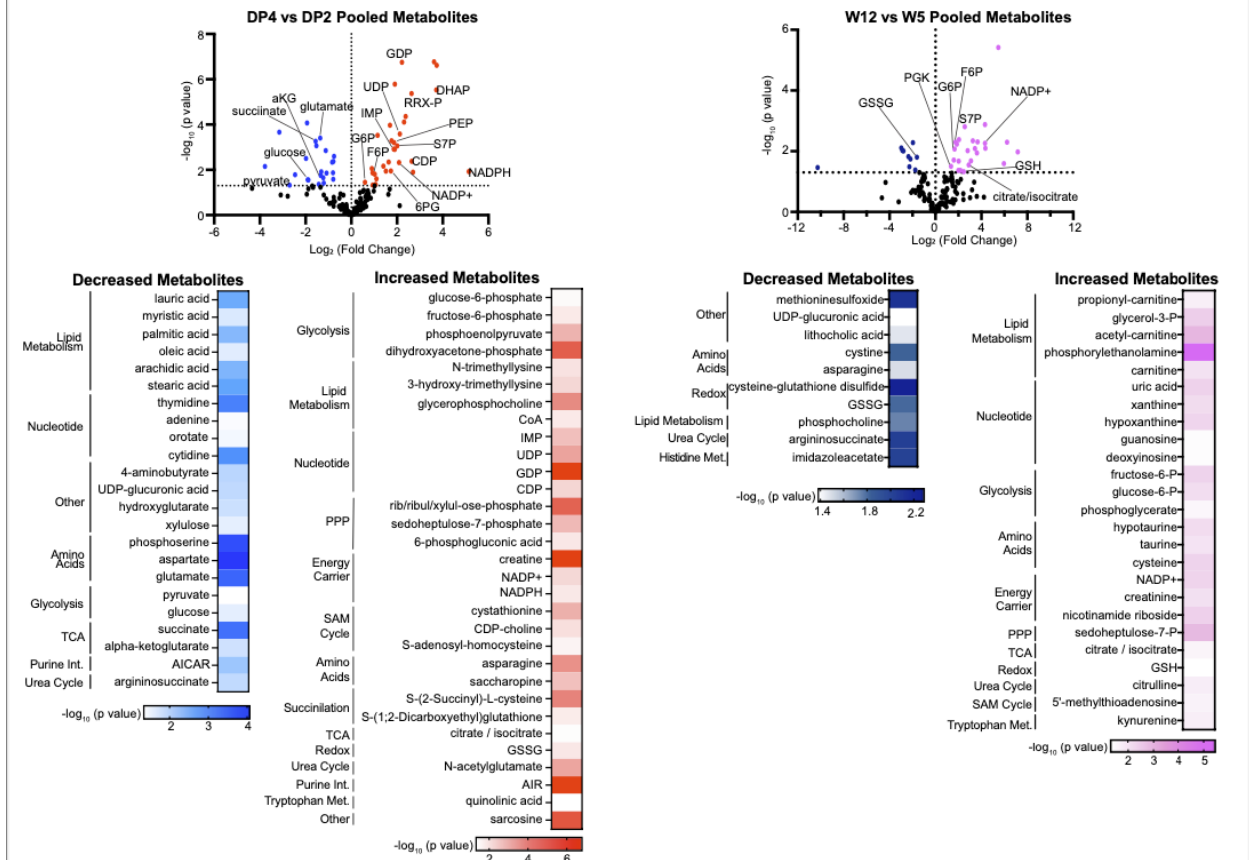 DP4 vs DP2 Pooled Metabolites
8
6
4
2
0
-log₁₀ (p value)
-6
-4
-2
0
2
4
6
Log₂ (Fold Change)
GDP
UDP
DHAP
RRX-P
IMP
PEP
G6P
S7P
F6P
CDP
NADPH
NADP+
6PG
aKG
succiinate
glutamate
glucose
pyruvate
W12 vs W5 Pooled Metabolites
6
4
2
0
-log₁₀ (p value)
-12
-8
-4
0
4
8
12
Log₂ (Fold Change)
PGK
F6P
G6P
NADP+
GSSG
S7P
GSH
citrate/isocitrate
Decreased Metabolites
Lipid
Metabolism
lauric acid
myristic acid
palmitic acid
oleic acid
arachidic acid
stearic acid
Nucleotide
thymidine
adenine
orotate
cytidine
Other
4-aminobutyrate
UDP-glucuronic acid
hydroxyglutarate
xylulose
Amino
Acids
phosphoserine
aspartate
glutamate
Glycolysis
pyruvate
glucose
TCA
succinate
alpha-ketoglutarate
Purine Int.
AICAR
Urea Cycle
argininosuccinate
-log₁₀ (p value)
2
3
4
Increased Metabolites
Glycolysis
glucose-6-phosphate
fructose-6-phosphate
phosphoenolpyruvate
dihydroxyacetone-phosphate
Lipid
Metabolism
N-trimethyllysine
3-hydroxy-trimethyllysine
glycerophosphocholine
CoA
Nucleotide
IMP
UDP
GDP
CDP
PPP
rib/ribul/xylul-ose-phosphate
sedoheptulose-7-phosphate
6-phosphogluconic acid
Energy
Carrier
creatine
NADP+
NADPH
SAM
Cycle
cystathionine
CDP-choline
S-adenosyl-homocysteine
Amino
Acids
asparagine
saccharopine
Succinilation
S-(2-Succinyl)-L-cysteine
S-(1;2-Dicarboxyethyl)glutathione
TCA
citrate / isocitrate
Redox
GSSG
Urea Cycle
N-acetylglutamate
Purine Int.
AIR
Tryptophan Met.
quinolinic acid
Other
sarcosine
-log₁₀ (p value)
2
4
6
Decreased Metabolites
Other
methioninesulfoxide
UDP-glucuronic acid
lithocholic acid
Amino
Acids
cystine
asparagine
Redox
cysteine-glutathione disulfide
GSSG
Lipid Metabolism
phosphocholine
Urea Cycle
argininosuccinate
Histidine Met.
imidazoleacetate
-log₁₀ (p value)
1.4
1.8
2.2
Increased Metabolites
Lipid
Metabolism
propionyl-carnitine
glycerol-3-P
acetyl-carnitine
phosphorylethanolamine
carnitine
Nucleotide
uric acid
xanthine
hypoxanthine
guanosine
deoxyinosine
Glycolysis
fructose-6-P
glucose-6-P
phosphoglycerate
Amino
Acids
hypotaurine
taurine
cysteine
Energy
Carrier
NADP+
creatinine
nicotinamide riboside
PPP
sedoheptulose-7-P
TCA
citrate / isocitrate
Redox
GSH
Urea Cycle
citrulline
SAM Cycle
5'-methylthioadenosine
Tryptophan Met.
kynurenine
-log₁₀ (p value)
2
3
4
5